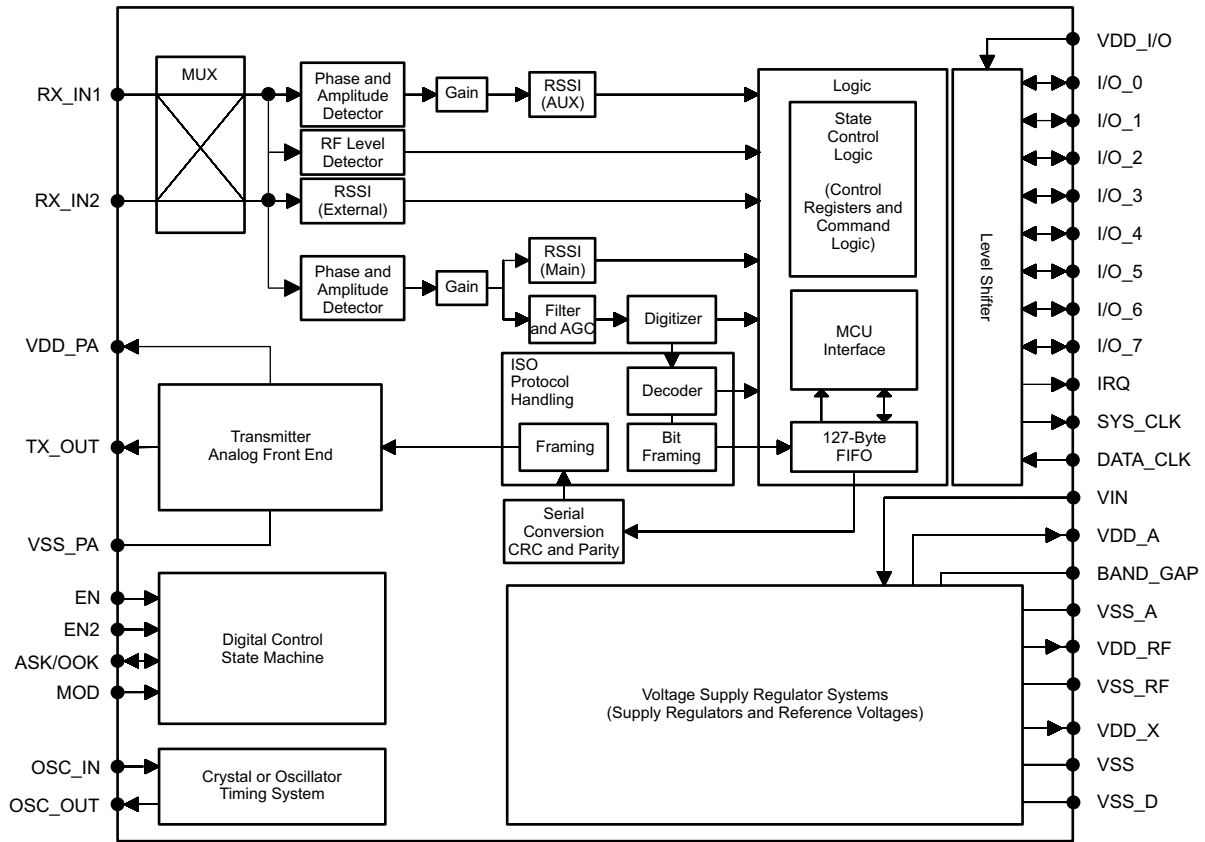 VDD_I/O
MUX
Phase and
Amplitude
Detector
Gain
RSSI
(AUX)
Logic
RX_IN1
I/O_0
State
Control
Logic
(Control
Registers and
Command
Logic)
I/O_1
RF Level
Detector
I/O_2
RX_IN2
RSSI
(External)
I/O_3
I/O_4
RSSI
(Main)
Level Shifter
Phase and
Amplitude
Detector
Gain
I/O_5
Filter
and AGC
Digitizer
I/O_6
MCU
Interface
VDD_PA
I/O_7
ISO
Protocol
Handling
Decoder
IRQ
SYS_CLK
TX_OUT
Transmitter
Analog Front End
Framing
Bit
Framing
127-Byte
FIFO
DATA_CLK
VIN
Serial
Conversion
CRC and Parity
VSS_PA
VDD_A
BAND_GAP
EN
EN2
ASK/OOK
MOD
Digital Control
State Machine
VSS_A
VDD_RF
VSS_RF
Voltage Supply Regulator Systems
(Supply Regulators and Reference Voltages)
VDD_X
VSS
VSS_D
OSC_IN
OSC_OUT
Crystal or Oscillator
Timing System